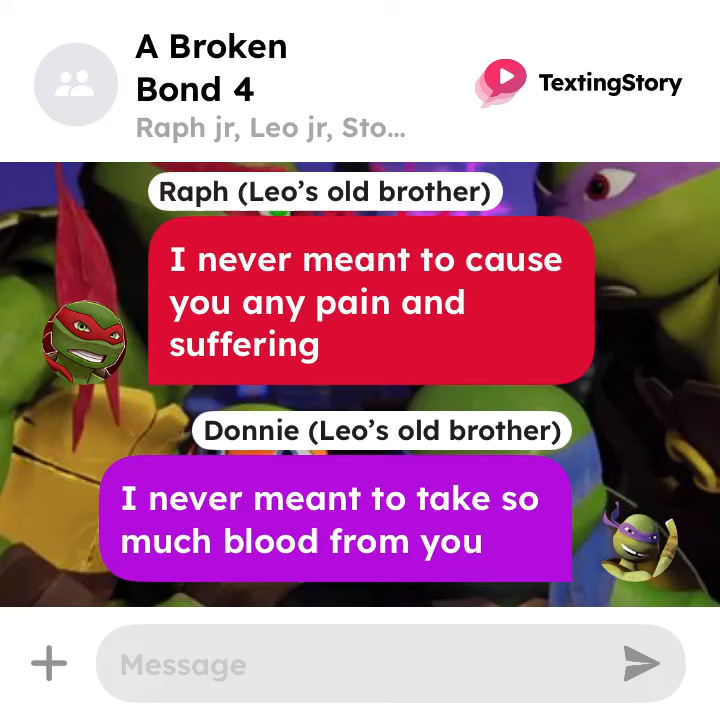 A Broken
Bond 4
Raph jr, Leo jr, Sto...
TextingStory
Raph (Leo’s old brother)
I never meant to cause
you any pain and
suffering
Donnie (Leo’s old brother)
I never meant to take so
much blood from you
Message